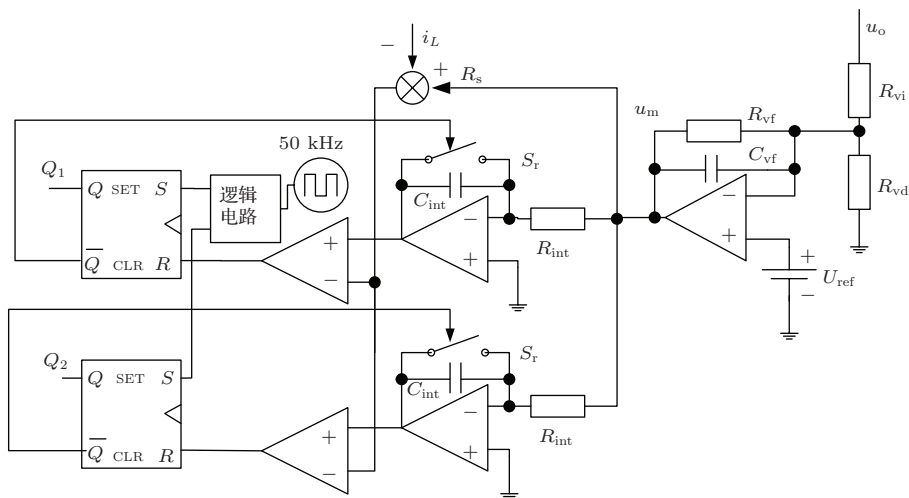 − i_L
+ R_s
u_o
R_vi
u_m
R_vf
C_vf
R_vd
50 kHz
S_r
Q_1
Q SET S
逻辑
电路
C_int
−
+
+
−
R_int
−
+
+
U_ref
−
Q̅ CLR R
S_r
Q_2
Q SET S
C_int
−
+
+
−
R_int
Q̅ CLR R